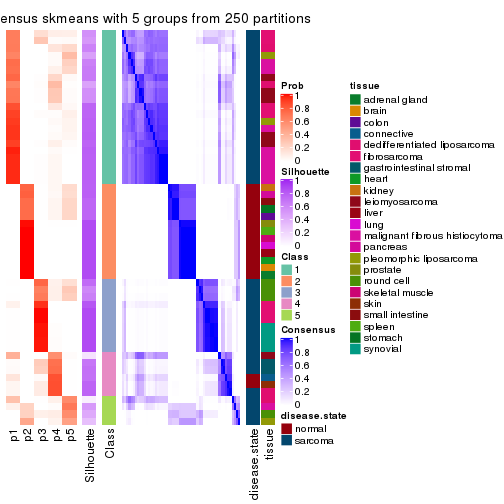 ensus skmeans with 5 groups from 250 partitions
Prob
1
0.8
0.6
0.4
0.2
0
Silhouette
1
0.8
0.6
0.4
0.2
0
Class
1
2
3
4
5
Consensus
1
0.8
0.6
0.4
0.2
0
disease.state
normal
sarcoma
tissue
adrenal gland
brain
colon
connective
dedifferentiated liposarcoma
fibrosarcoma
gastrointestinal stromal
heart
kidney
leiomyosarcoma
liver
lung
malignant fibrous histiocytoma
pancreas
pleomorphic liposarcoma
prostate
round cell
skeletal muscle
skin
small intestine
spleen
stomach
synovial
p1
p2
p3
p4
p5
Silhouette
Class
disease.state
tissue